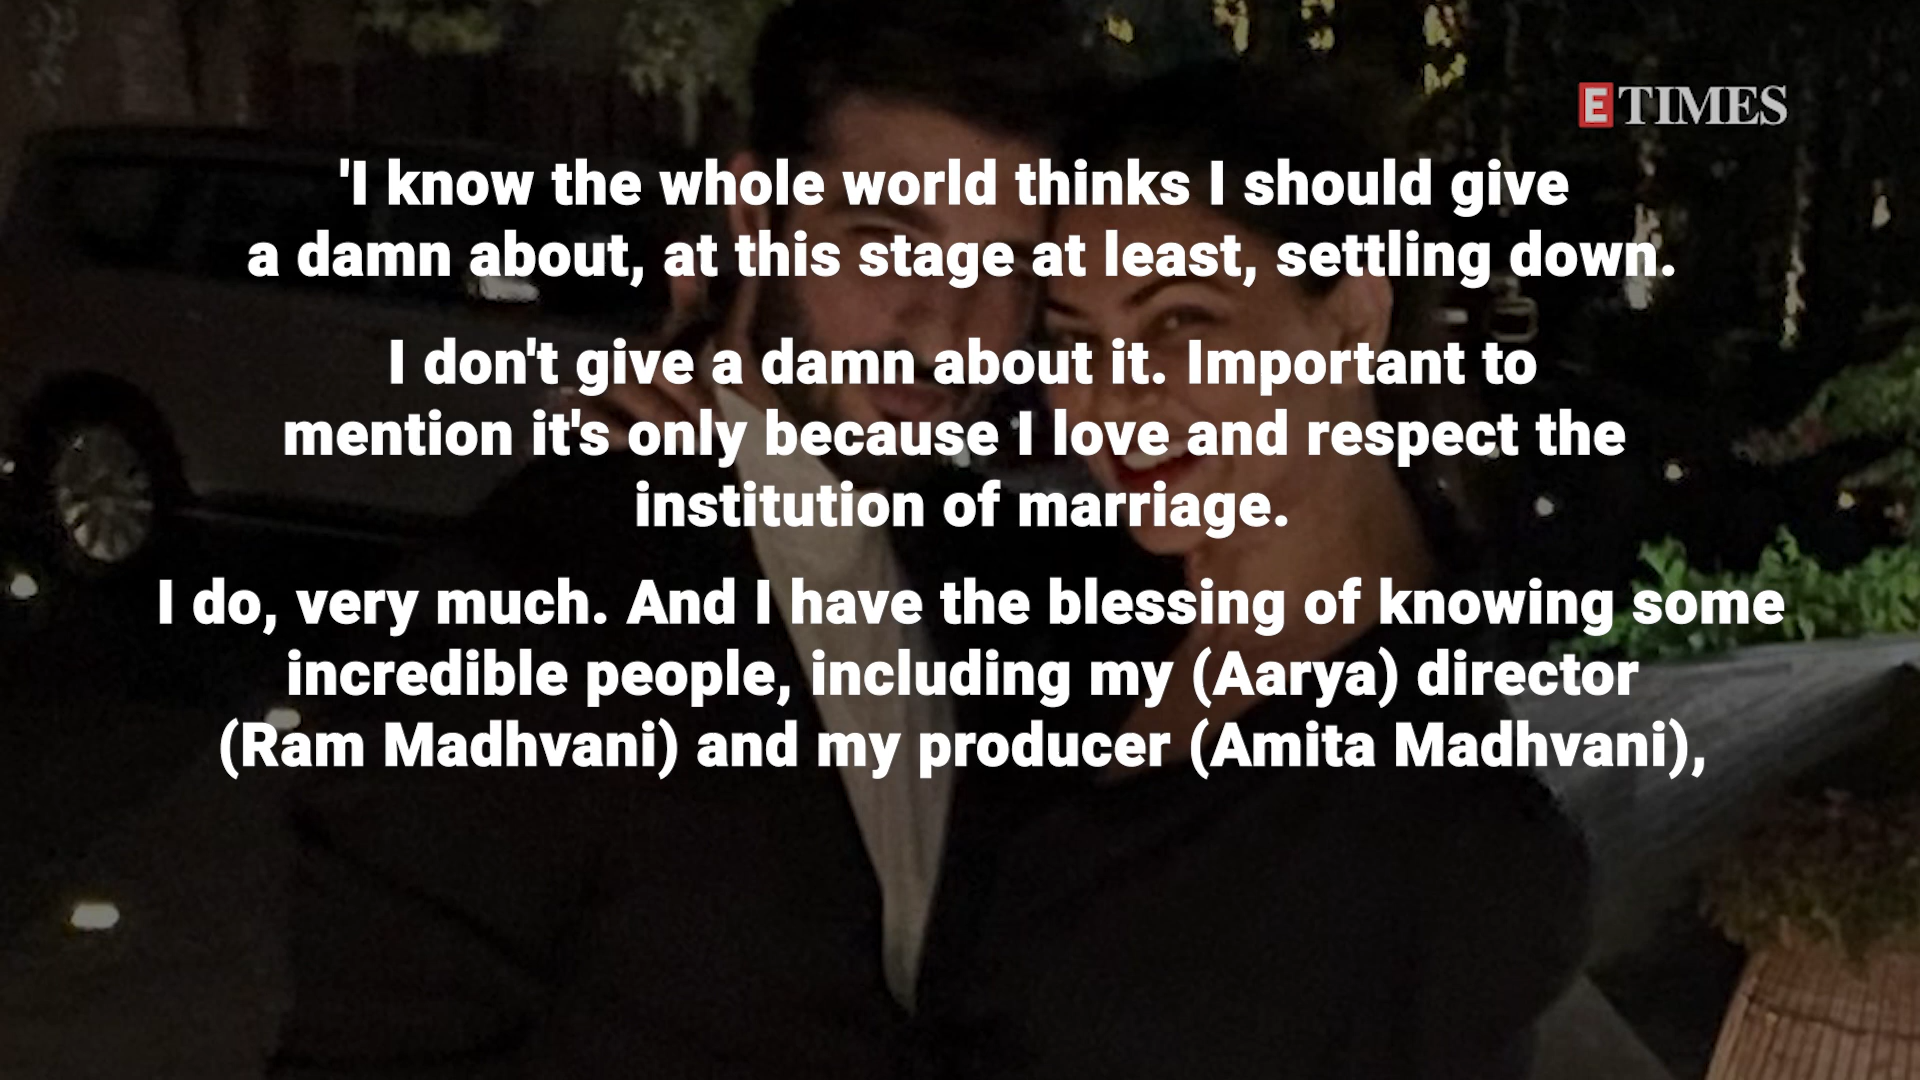 ETIMES
'I know the whole world thinks I should give
a damn about, at this stage at least, settling down.
I don't give a damn about it. Important to
mention it's only because I love and respect the
institution of marriage.
I do, very much. And I have the blessing of knowing some
incredible people, including my (Aarya) director
(Ram Madhvani) and my producer (Amita Madhvani),